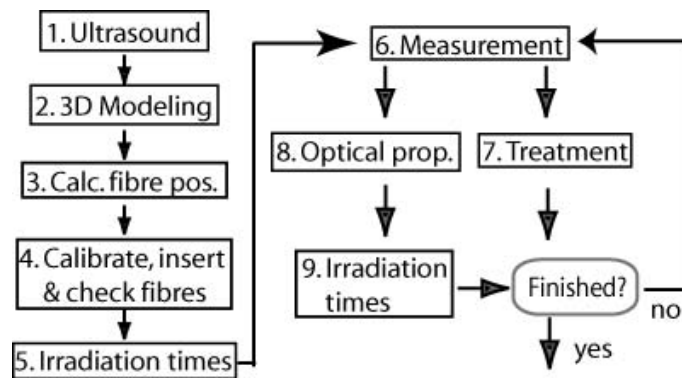 1. Ultrasound
2. 3D Modeling
3. Calc. fibre pos.
4. Calibrate, insert
& check fibres
5. Irradiation times
6. Measurement
8. Optical prop.
7. Treatment
9. Irradiation
times
Finished?
no
yes